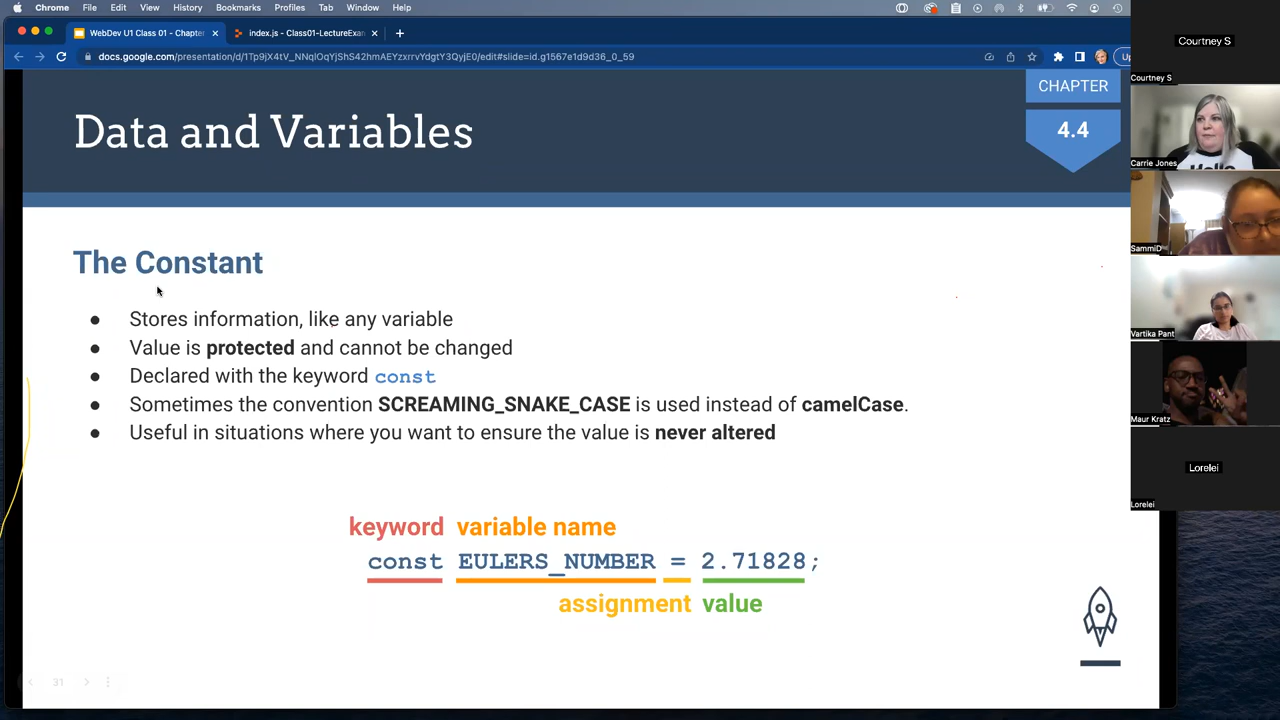 Chrome File Edit View History Bookmarks Profiles Tab Window Help
WebDev U1 Class 01 - Chapte
index.js - Class01-LectureExa
docs.google.com/presentation/d/1Tp9jX4tV_NNqlOqYjShS42hmAEYzxrrvYdgtY3QyjE0/edit#slide=id.g1567e1d9d36_0_59
Up
Data and Variables
CHAPTER
4.4
The Constant
Stores information, like any variable
Value is protected and cannot be changed
Declared with the keyword const
Sometimes the convention SCREAMING_SNAKE_CASE is used instead of camelCase.
Useful in situations where you want to ensure the value is never altered
keyword variable name
const EULERS_NUMBER = 2.71828;
assignment value
31
Courtney S
Courtney S
Carrie Jones
SammiD
Vartika Pant
Maur Kratz
Lorelei
Lorelei